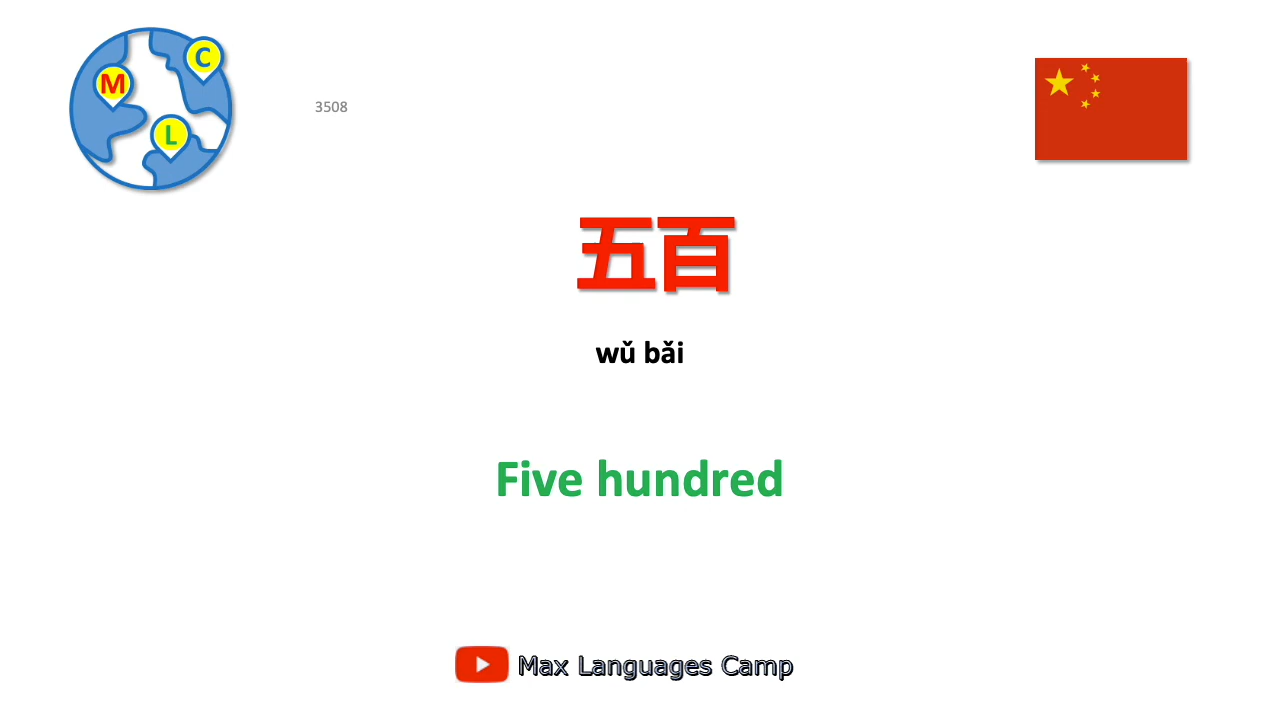 C
M
L
3508
五百
wǔ bǎi
Five hundred
Max Languages Camp